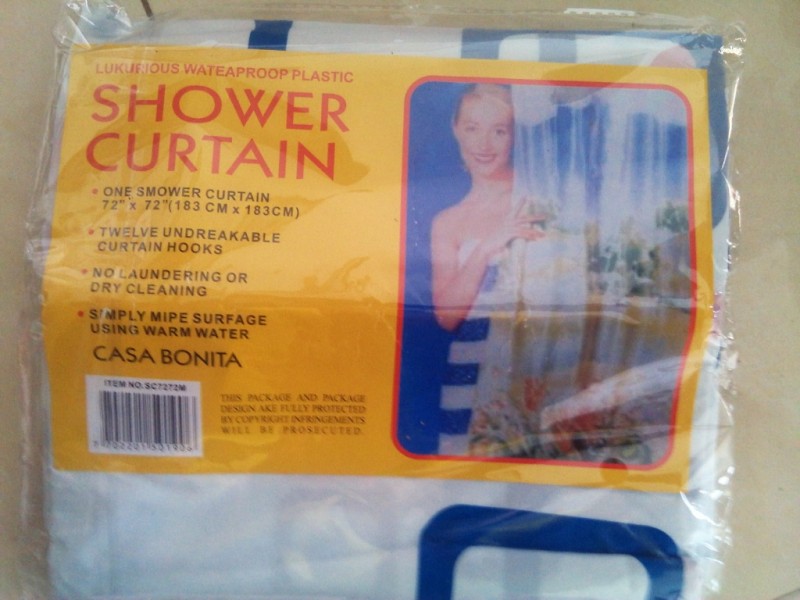 LUKURIOUS WATEAPROOP PLASTIC
SHOWER
CURTAIN
• ONE SMOWER CURTAIN
72" x 72"(183 CM x 183CM)
• TWELVE UNDREAKABLE
CURTAIN HOOKS
• NO LAUNDERING OR
DRY CLEANING
• SIMPLY MIPE SURFAGE
USING WARM WATER
CASA BONITA
ITEM NO.SC7272M
THIS PACKAGE AND PACKAGE
DESIGN AKE FULLY PROTECTED
BY COPYRIGHT INFRINGEMENTS
WILL BE PROSECUTED.